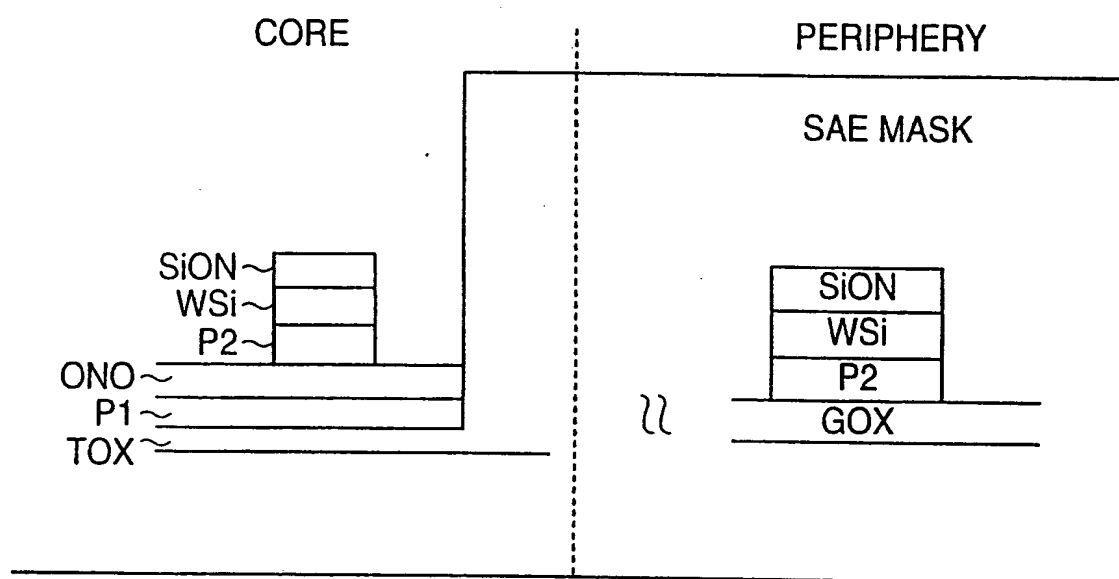 CORE
PERIPHERY
SAE MASK
SiON
WSi
P2
ONO
P1
TOX
SiON
WSi
P2
GOX